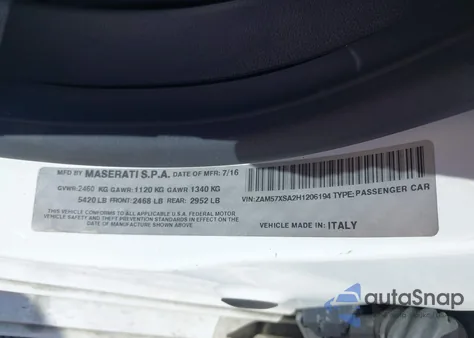 MFD BY MASERATI S.P.A. DATE OF MFR: 7/16
GVWR: 2460 KG GAWR: 1120 KG GAWR 1340 KG
5420 LB FRONT: 2468 LB REAR: 2952 LB
THIS VEHICLE CONFORMS TO ALL APPLICABLE U.S.A. FEDERAL MOTOR
VEHICLE SAFETY, BUMPER, AND THEFT PREVENTION STANDARDS IN
EFFECT ON THE DATE OF MANUFACTURE SHOWN ABOVE.
VIN: ZAM57XSA2H1206194 TYPE: PASSENGER CAR
MADE IN: ITALY
autoSnap